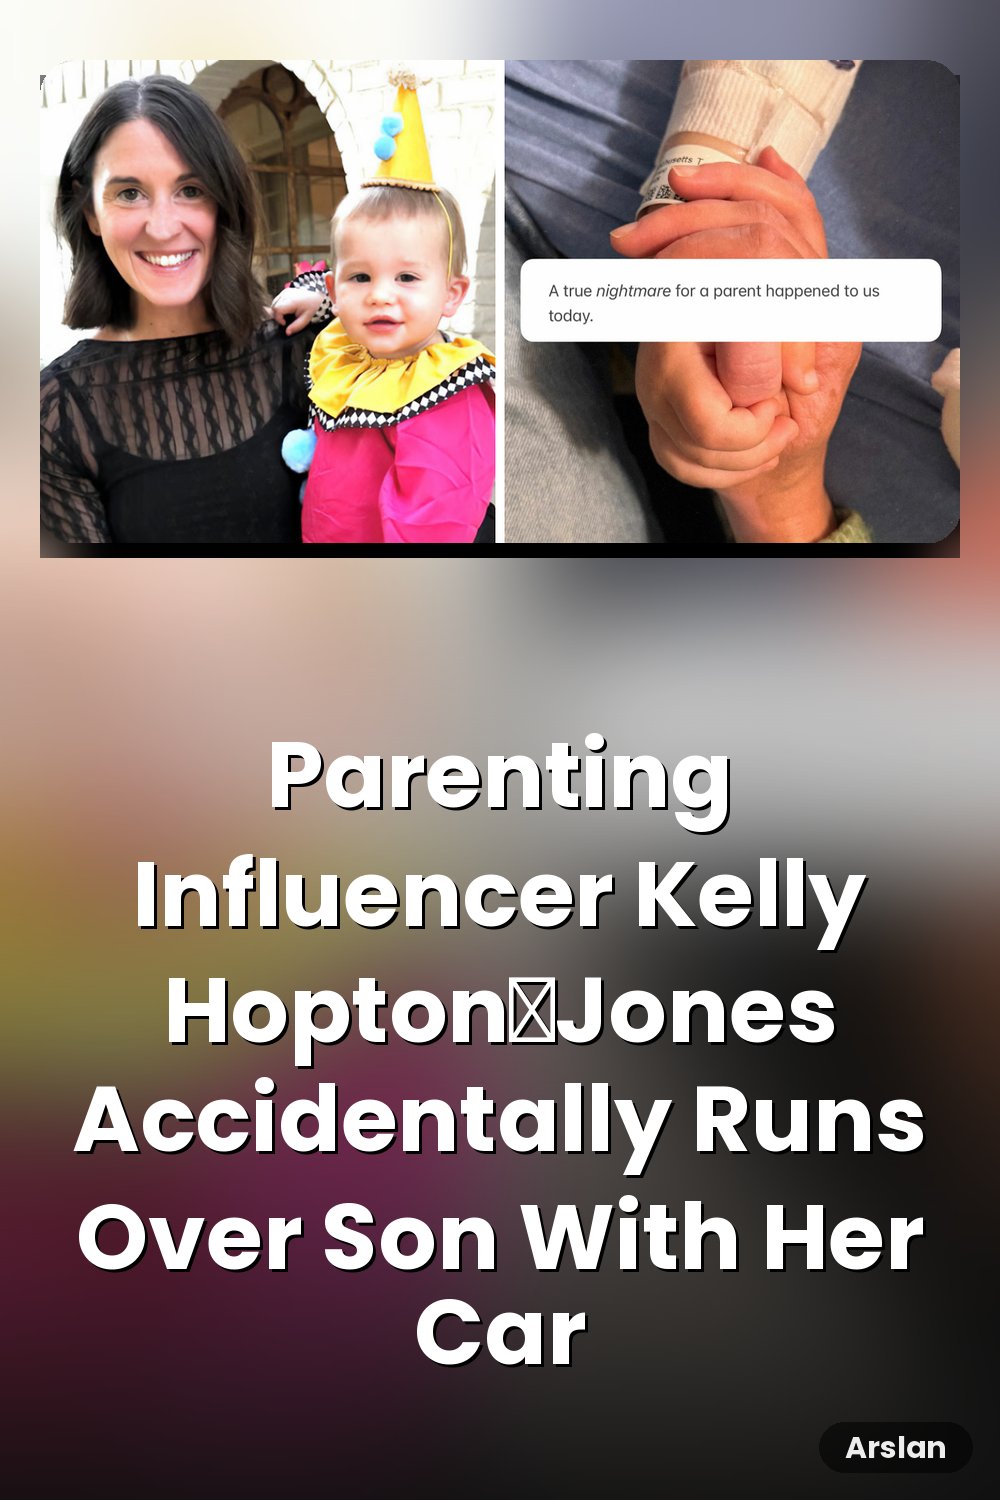 A true nightmare for a parent happened to us
today.
Parenting
Influencer Kelly
Hopton☒Jones
Accidentally Runs
Over Son With Her
Car
Arslan